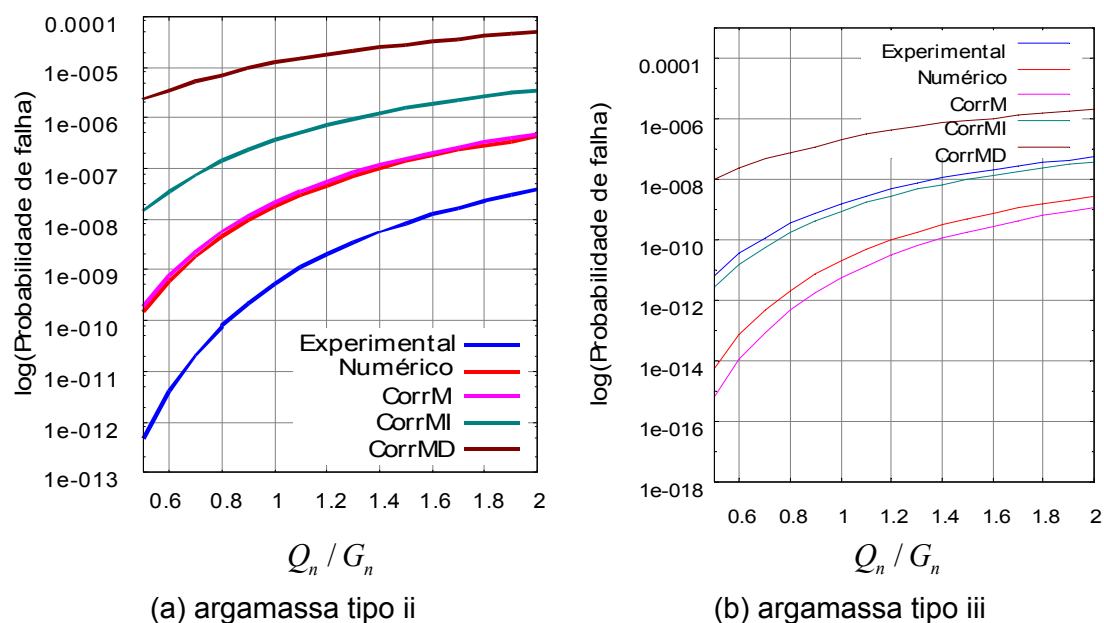 log(Probabilidade de falha)
0.0001
1e-005
1e-006
1e-007
1e-008
1e-009
1e-010
1e-011
1e-012
1e-013
Experimental
Numérico
CorrM
CorrMI
CorrMD
0.6 0.8 1 1.2 1.4 1.6 1.8 2
Qn / Gn
(a) argamassa tipo ii
log(Probabilidade de falha)
0.0001
1e-006
1e-008
1e-010
1e-012
1e-014
1e-016
1e-018
Experimental
Numérico
CorrM
CorrMI
CorrMD
0.6 0.8 1 1.2 1.4 1.6 1.8 2
Qn / Gn
(b) argamassa tipo iii